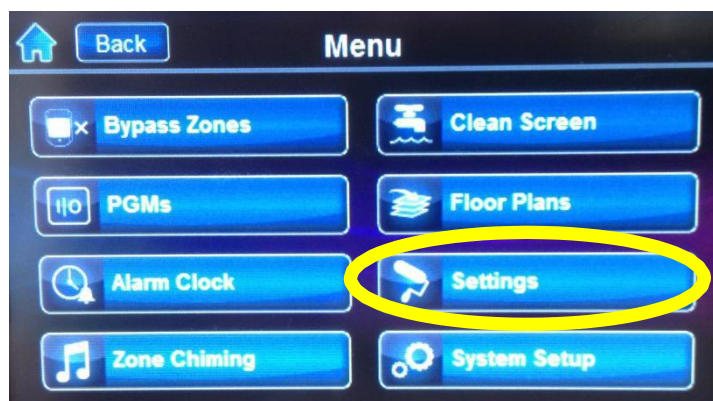 Back
Menu
Bypass Zones
Clean Screen
PGMs
Floor Plans
Alarm Clock
Settings
Zone Chiming
System Setup